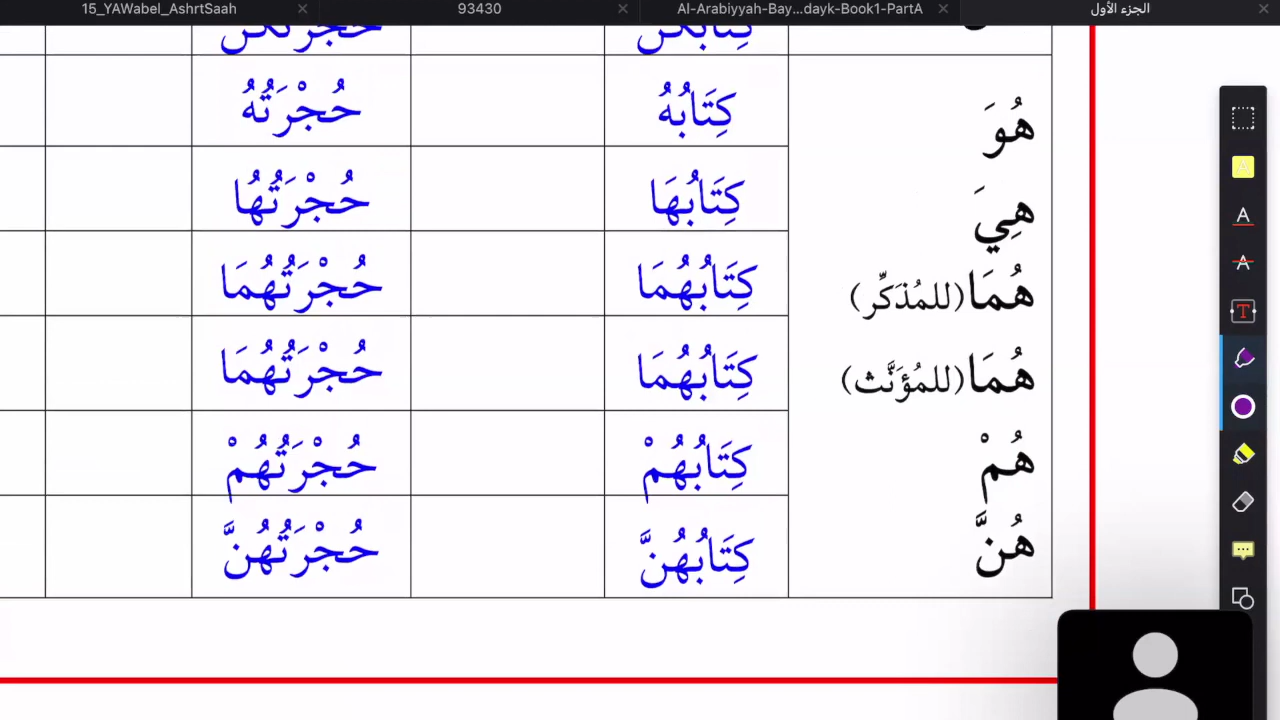 15_YAWabel_AshrtSaah 93430 Al-Arabiyyah-Bay...dayk-Book1-PartA الجزء الأول
هُوَ كِتَابُهُ حُجْرَتُهُ
هِيَ كِتَابُهَا حُجْرَتُهُا
هُمَا (للمُذَكِّر) كِتَابُهُمَا حُجْرَتُهُمَا
هُمَا (للمُؤَنَّث) كِتَابُهُمَا حُجْرَتُهُمَا
هُمْ كِتَابُهُمْ حُجْرَتُهُمْ
هُنَّ كِتَابُهُنَّ حُجْرَتُهُنَّ